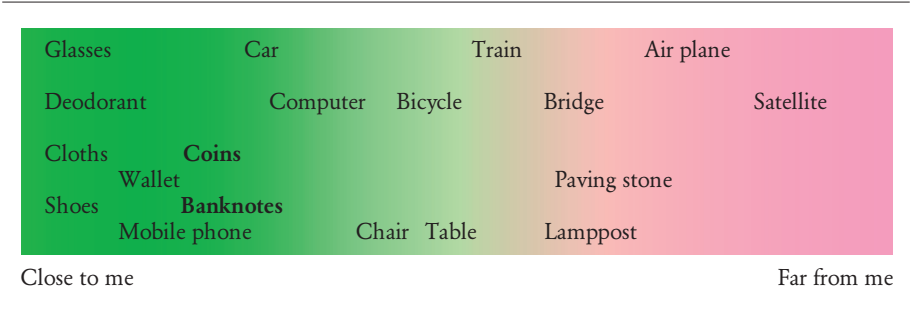 Glasses Car Train Air plane
Deodorant Computer Bicycle Bridge Satellite
Cloths Coins
Wallet Paving stone
Shoes Banknotes
Mobile phone Chair Table Lamppost
Close to me Far from me